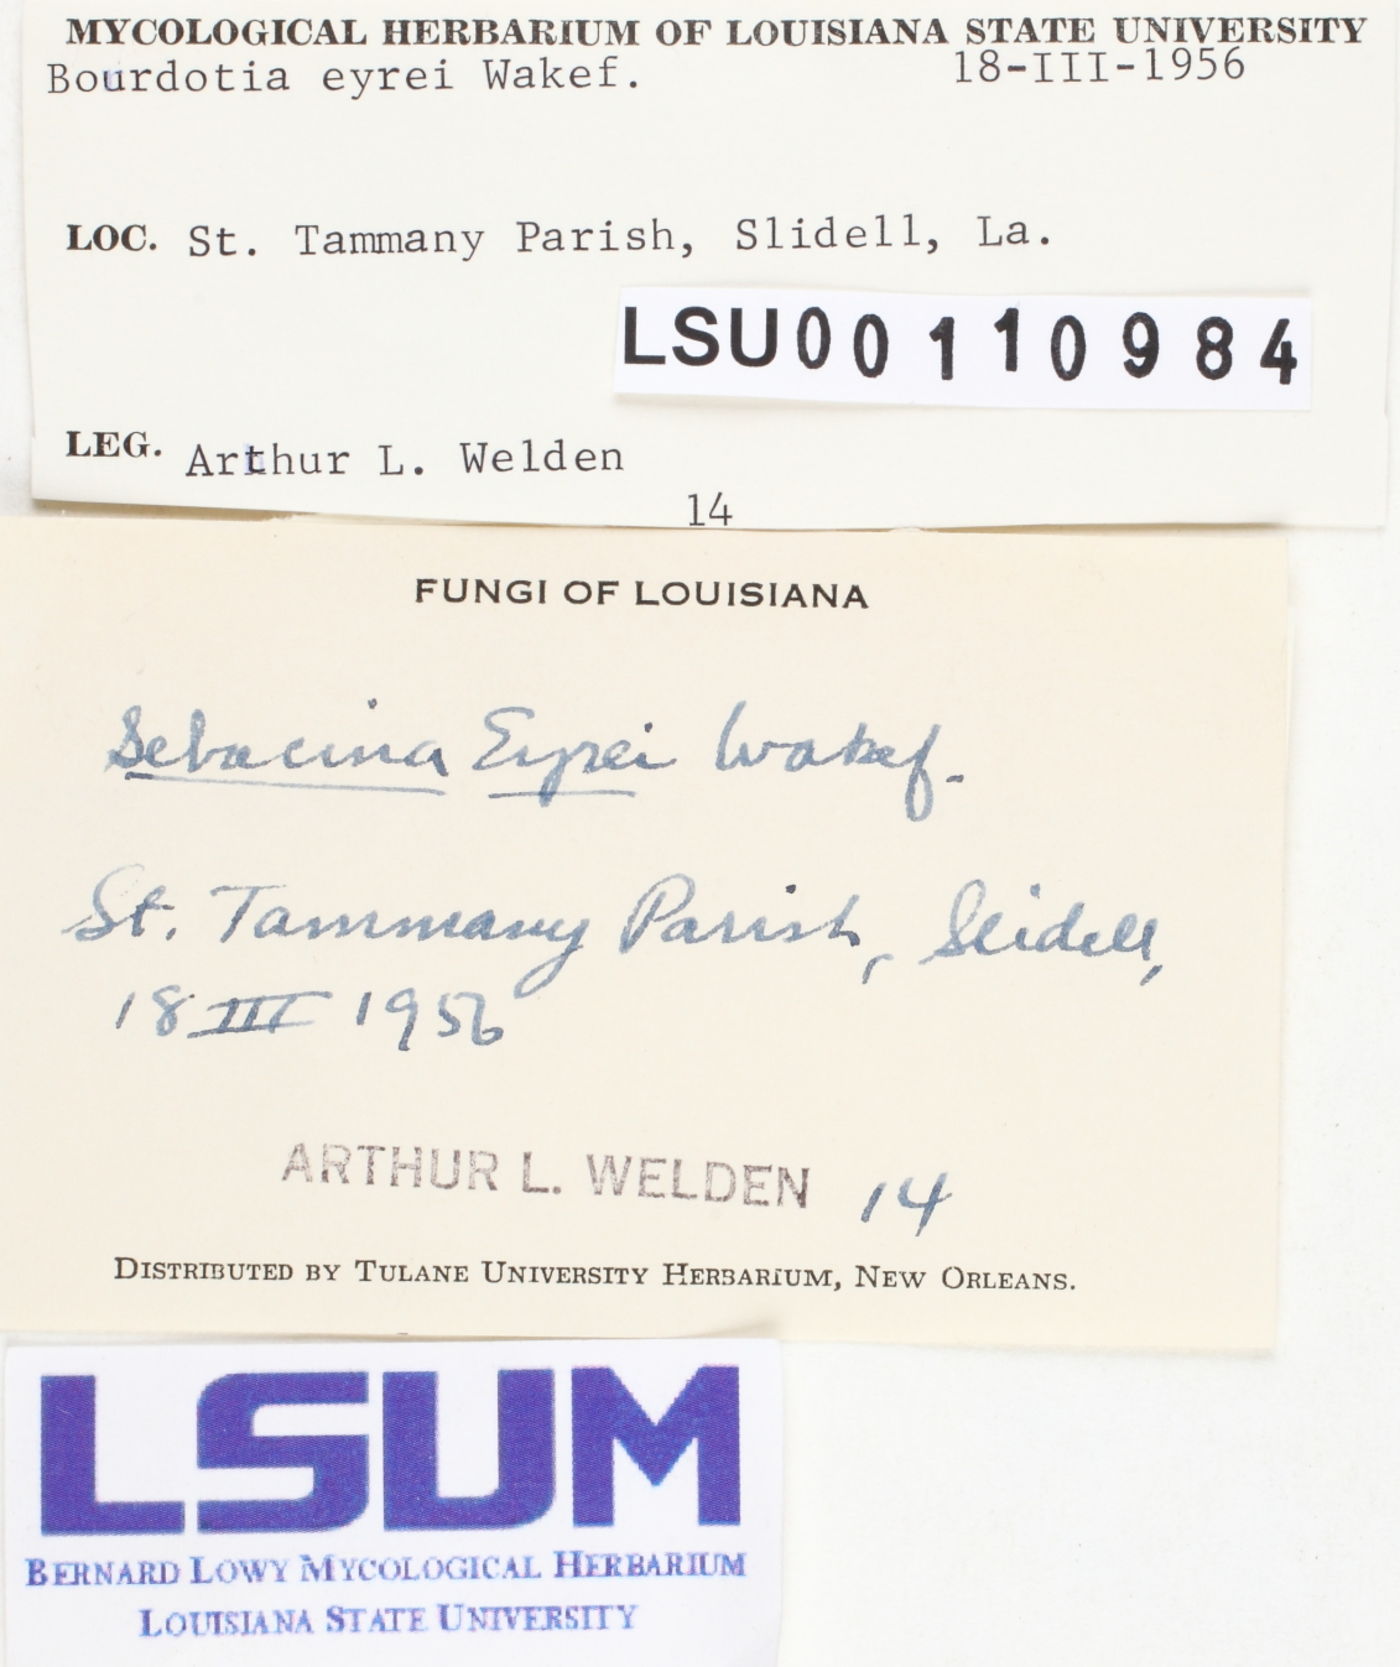 MYCOLOGICAL HERBARIUM OF LOUISIANA STATE UNIVERSITY
Bourdotia eyrei Wakef. 18-III-1956
LOC. St. Tammany Parish, Slidell, La.
LSU00110984
LEG. Arthur L. Welden
14
FUNGI OF LOUISIANA
Sebacina Eyrei Wakef.
St. Tammany Parish, Slidell,
18 III 1956
ARTHUR L. WELDEN 14
DISTRIBUTED BY TULANE UNIVERSITY HERBARIUM, NEW ORLEANS.
LSUM
BERNARD LOWY MYCOLOGICAL HERBARIUM
LOUISIANA STATE UNIVERSITY